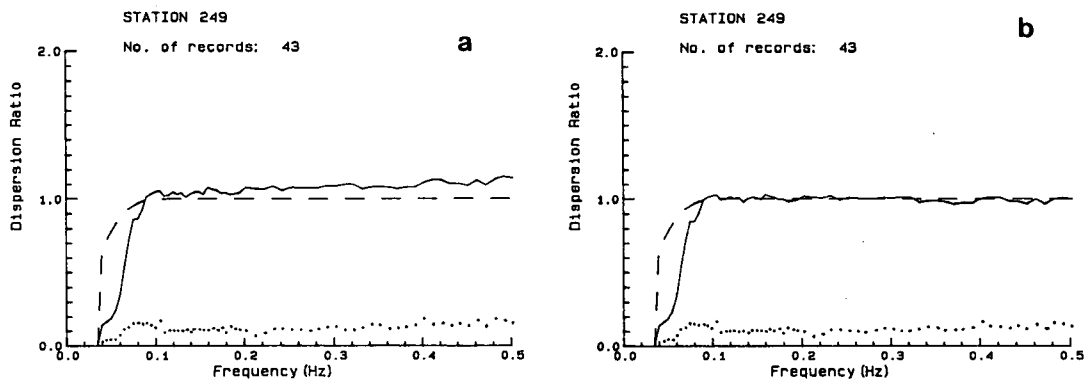 STATION 249
No. of records: 43
a
2.0
1.0
0.0
Dispersion Ratio
0.0 0.1 0.2 0.3 0.4 0.5
Frequency (Hz)
STATION 249
No. of records: 43
b
2.0
1.0
0.0
Dispersion Ratio
0.0 0.1 0.2 0.3 0.4 0.5
Frequency (Hz)